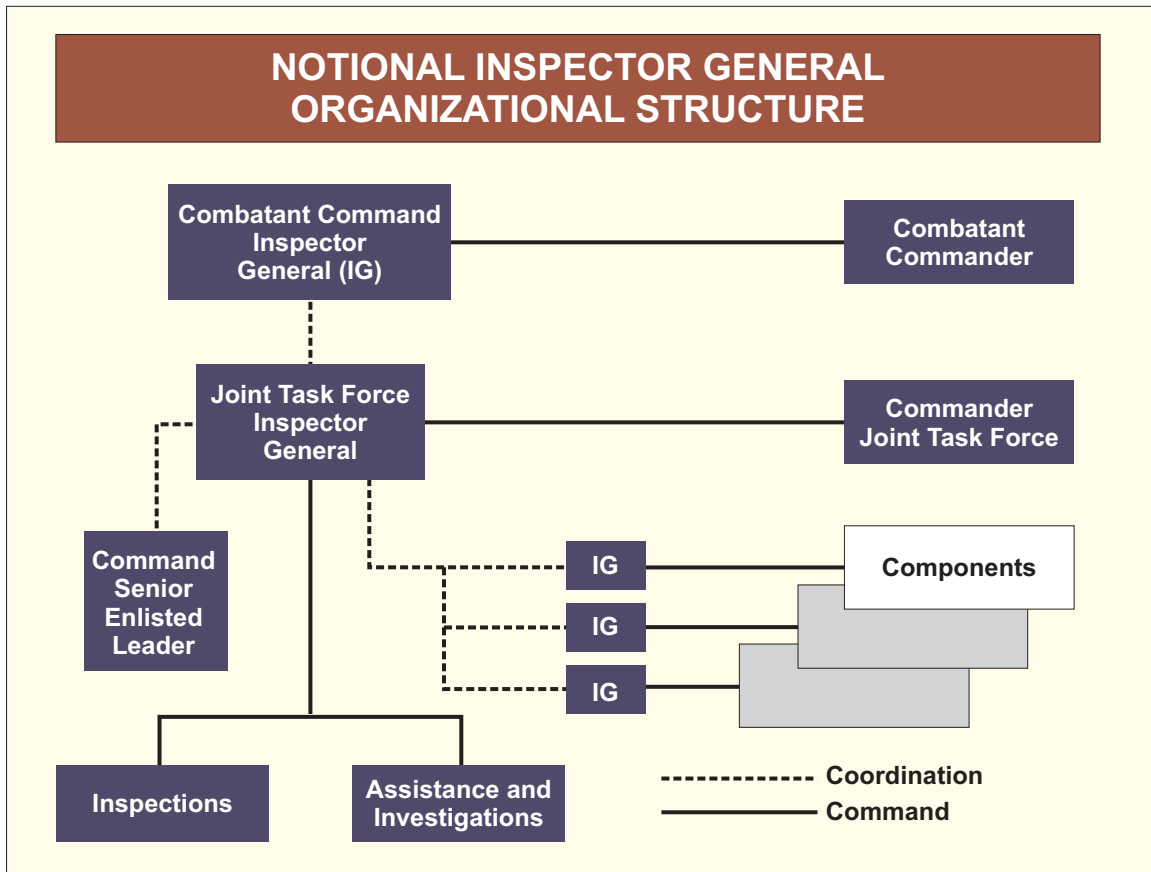 NOTIONAL INSPECTOR GENERAL
ORGANIZATIONAL STRUCTURE
Combatant Command
Inspector
General (IG)
Combatant
Commander
Joint Task Force
Inspector
General
Commander
Joint Task Force
Command
Senior
Enlisted
Leader
IG
Components
IG
IG
Inspections
Assistance and
Investigations
Coordination
Command